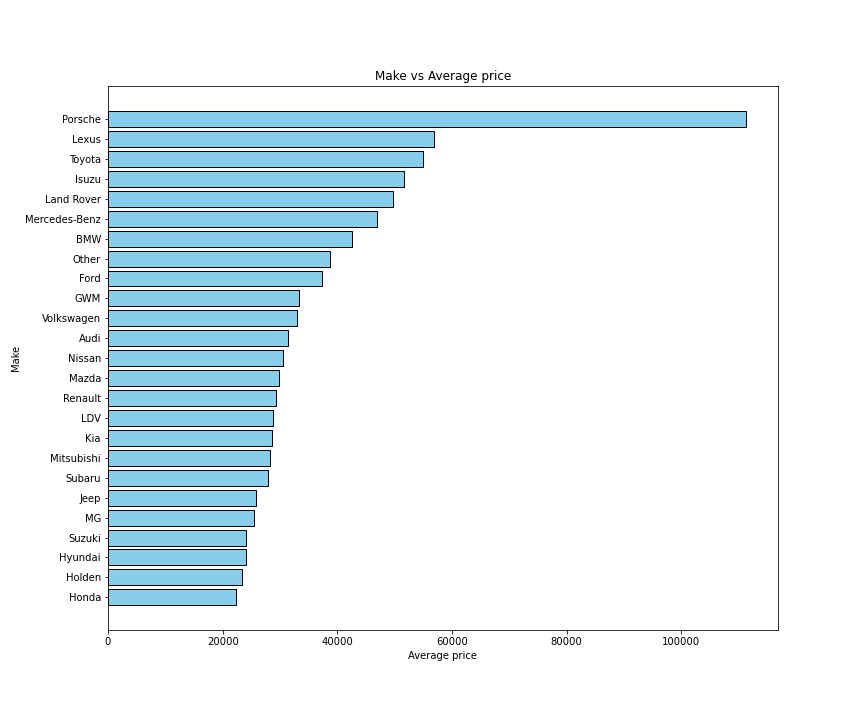 Make vs Average price
Porsche
Lexus
Toyota
Isuzu
Land Rover
Mercedes-Benz
BMW
Other
Ford
GWM
Volkswagen
Audi
Nissan
Mazda
Renault
LDV
Kia
Mitsubishi
Subaru
Jeep
MG
Suzuki
Hyundai
Holden
Honda
Make
0 20000 40000 60000 80000 100000
Average price